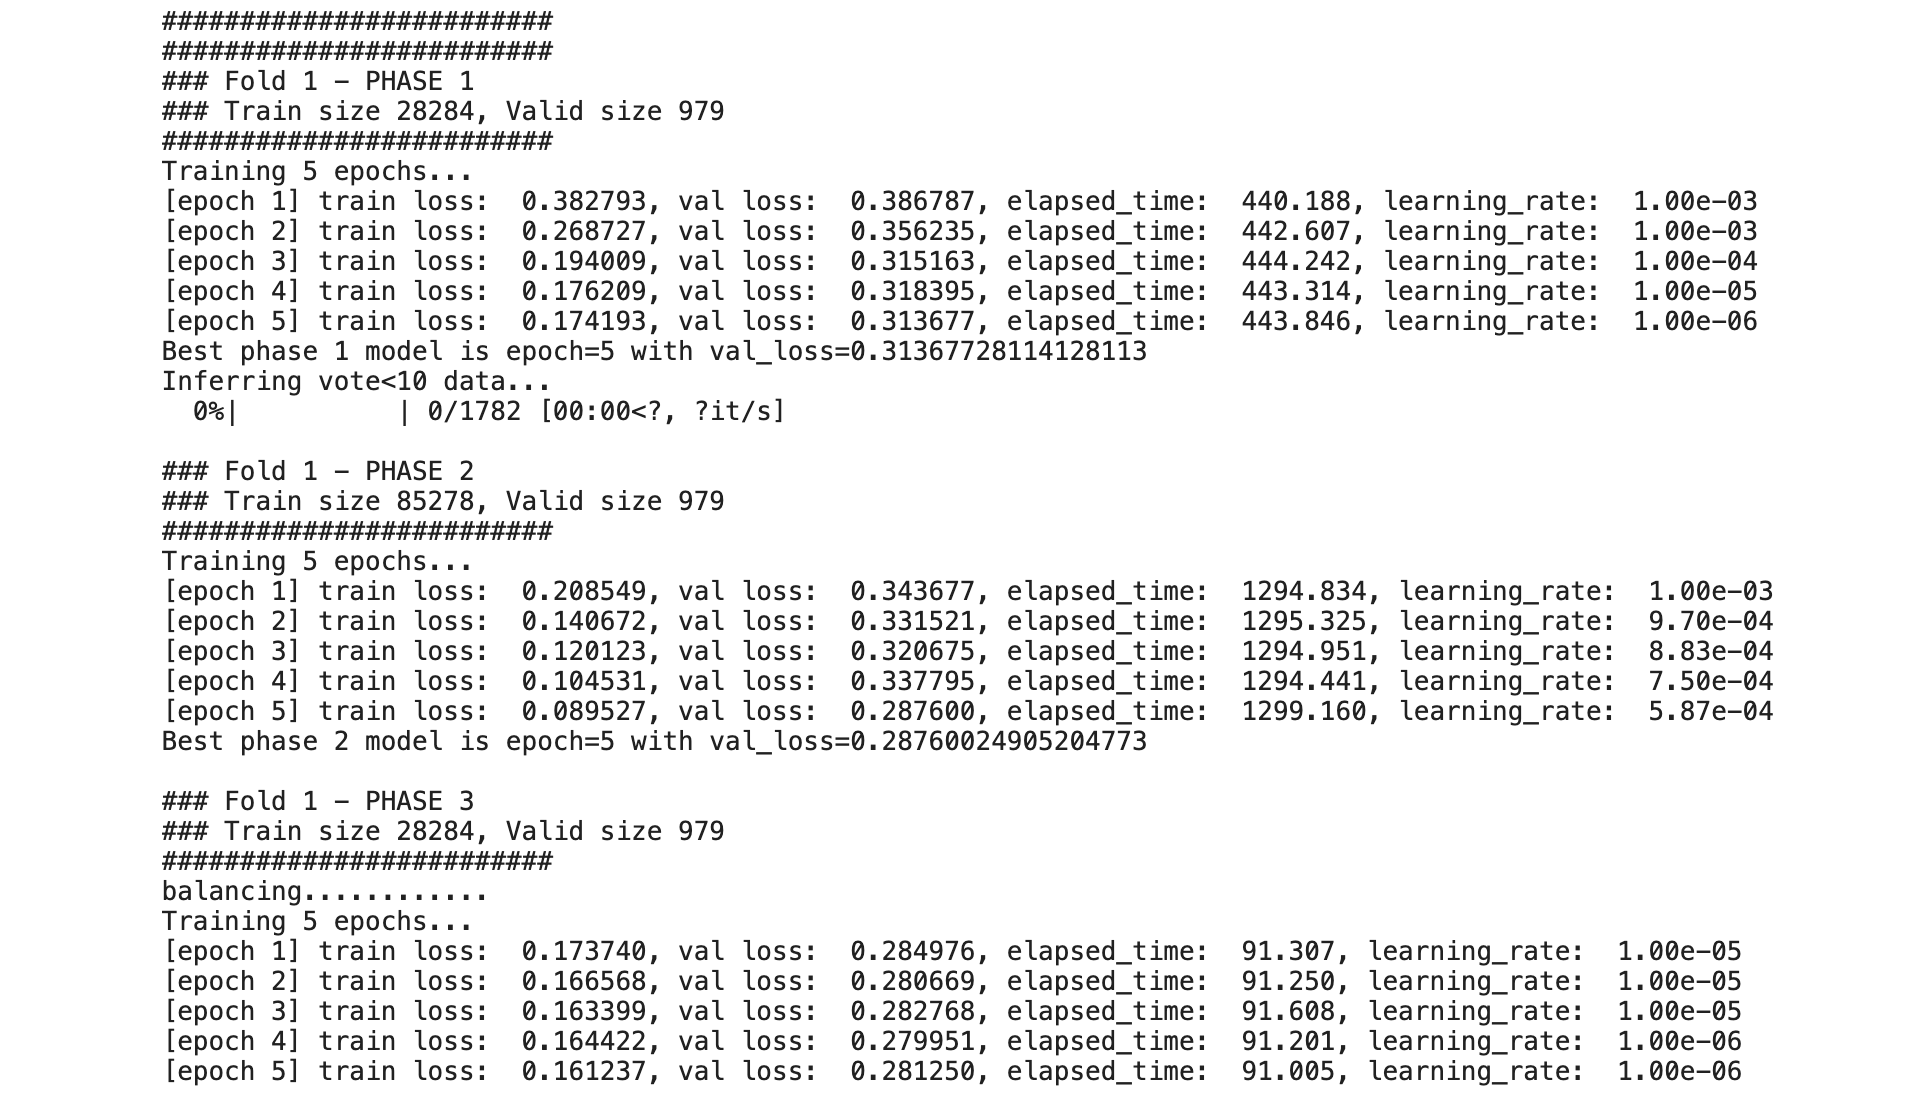 #########################
#########################
### Fold 1 – PHASE 1
### Train size 28284, Valid size 979
#########################
Training 5 epochs...
[epoch 1] train loss:  0.382793, val loss:  0.386787, elapsed_time:  440.188, learning_rate:  1.00e–03
[epoch 2] train loss:  0.268727, val loss:  0.356235, elapsed_time:  442.607, learning_rate:  1.00e–03
[epoch 3] train loss:  0.194009, val loss:  0.315163, elapsed_time:  444.242, learning_rate:  1.00e–04
[epoch 4] train loss:  0.176209, val loss:  0.318395, elapsed_time:  443.314, learning_rate:  1.00e–05
[epoch 5] train loss:  0.174193, val loss:  0.313677, elapsed_time:  443.846, learning_rate:  1.00e–06
Best phase 1 model is epoch=5 with val_loss=0.31367728114128113
Inferring vote<10 data...
  0%|          | 0/1782 [00:00<?, ?it/s]

### Fold 1 – PHASE 2
### Train size 85278, Valid size 979
#########################
Training 5 epochs...
[epoch 1] train loss:  0.208549, val loss:  0.343677, elapsed_time:  1294.834, learning_rate:  1.00e–03
[epoch 2] train loss:  0.140672, val loss:  0.331521, elapsed_time:  1295.325, learning_rate:  9.70e–04
[epoch 3] train loss:  0.120123, val loss:  0.320675, elapsed_time:  1294.951, learning_rate:  8.83e–04
[epoch 4] train loss:  0.104531, val loss:  0.337795, elapsed_time:  1294.441, learning_rate:  7.50e–04
[epoch 5] train loss:  0.089527, val loss:  0.287600, elapsed_time:  1299.160, learning_rate:  5.87e–04
Best phase 2 model is epoch=5 with val_loss=0.28760024905204773

### Fold 1 – PHASE 3
### Train size 28284, Valid size 979
#########################
balancing............
Training 5 epochs...
[epoch 1] train loss:  0.173740, val loss:  0.284976, elapsed_time:  91.307, learning_rate:  1.00e–05
[epoch 2] train loss:  0.166568, val loss:  0.280669, elapsed_time:  91.250, learning_rate:  1.00e–05
[epoch 3] train loss:  0.163399, val loss:  0.282768, elapsed_time:  91.608, learning_rate:  1.00e–05
[epoch 4] train loss:  0.164422, val loss:  0.279951, elapsed_time:  91.201, learning_rate:  1.00e–06
[epoch 5] train loss:  0.161237, val loss:  0.281250, elapsed_time:  91.005, learning_rate:  1.00e–06